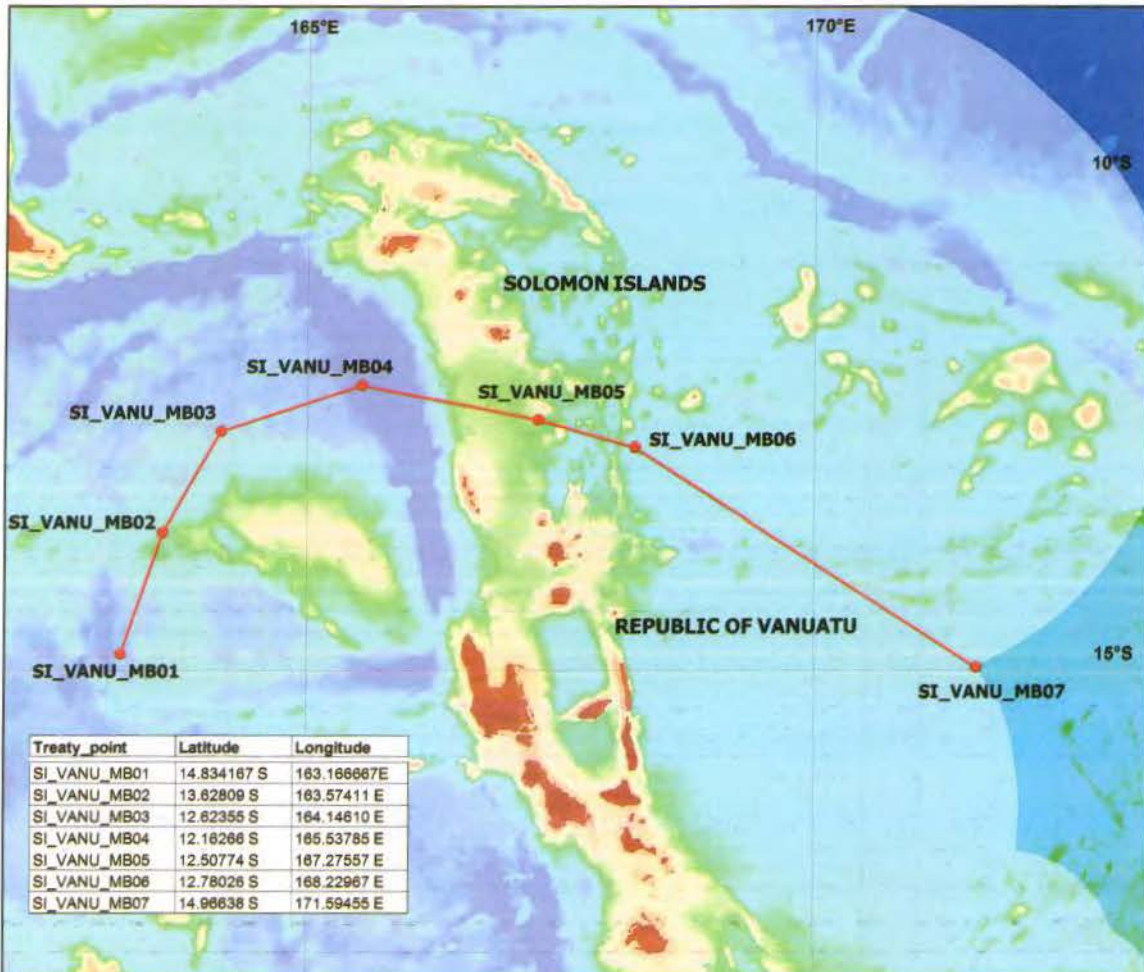 165°E
170°E
10°S
SOLOMON ISLANDS
SI_VANU_MB04
SI_VANU_MB05
SI_VANU_MB03
SI_VANU_MB06
SI_VANU_MB02
REPUBLIC OF VANUATU
15°S
SI_VANU_MB01
SI_VANU_MB07
Treaty_point Latitude Longitude
SI_VANU_MB01 14.834167 S 163.166667E
SI_VANU_MB02 13.62809 S 163.57411 E
SI_VANU_MB03 12.62355 S 164.14610 E
SI_VANU_MB04 12.16266 S 165.53785 E
SI_VANU_MB05 12.50774 S 167.27557 E
SI_VANU_MB06 12.78026 S 168.22967 E
SI_VANU_MB07 14.96638 S 171.59455 E